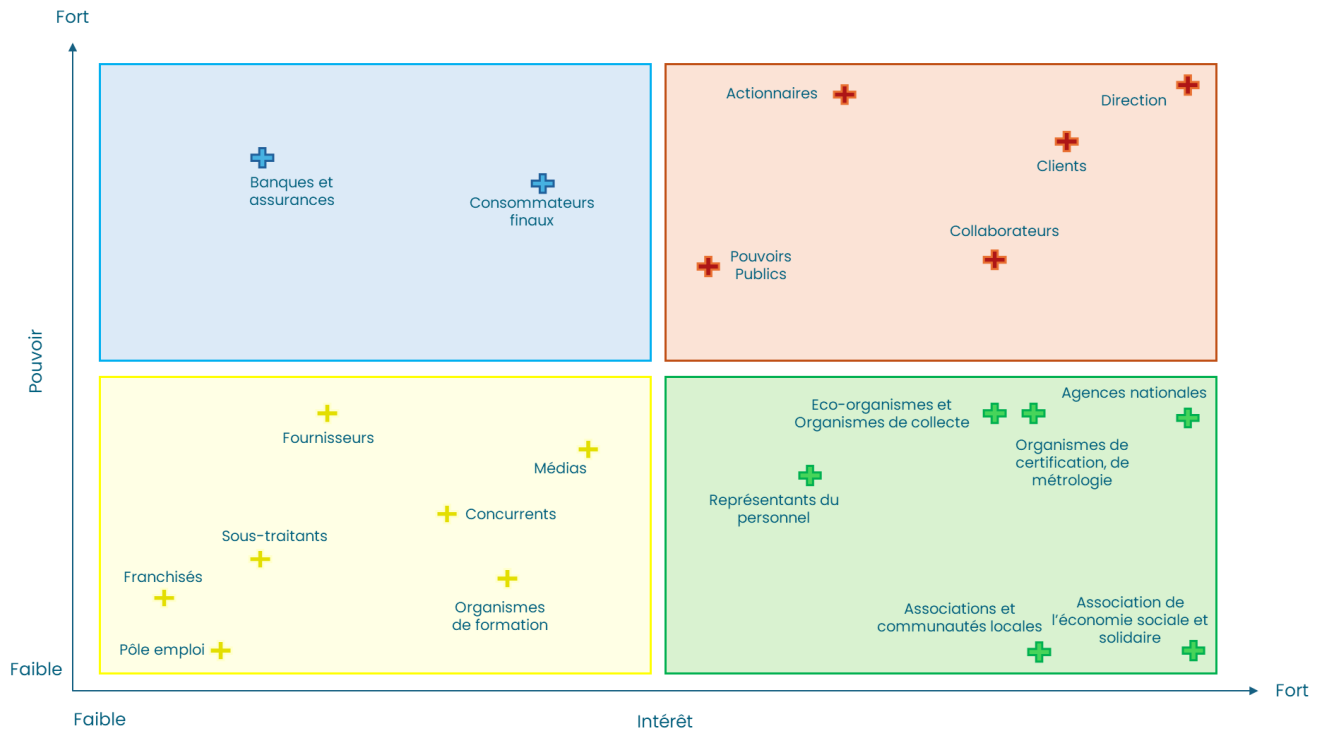 Fort
Actionnaires
Direction
Clients
Banques et
assurances
Consommateurs
finaux
Collaborateurs
Pouvoirs
Publics
Pouvoir
Agences nationales
Eco-organismes et
Organismes de collecte
Fournisseurs
Organismes de
certification, de
métrologie
Médias
Représentants du
personnel
Concurrents
Sous-traitants
Franchisés
Organismes
de formation
Associations et
communautés locales
Association de
l'économie sociale et
solidaire
Pôle emploi
Faible
Fort
Faible
Intérêt